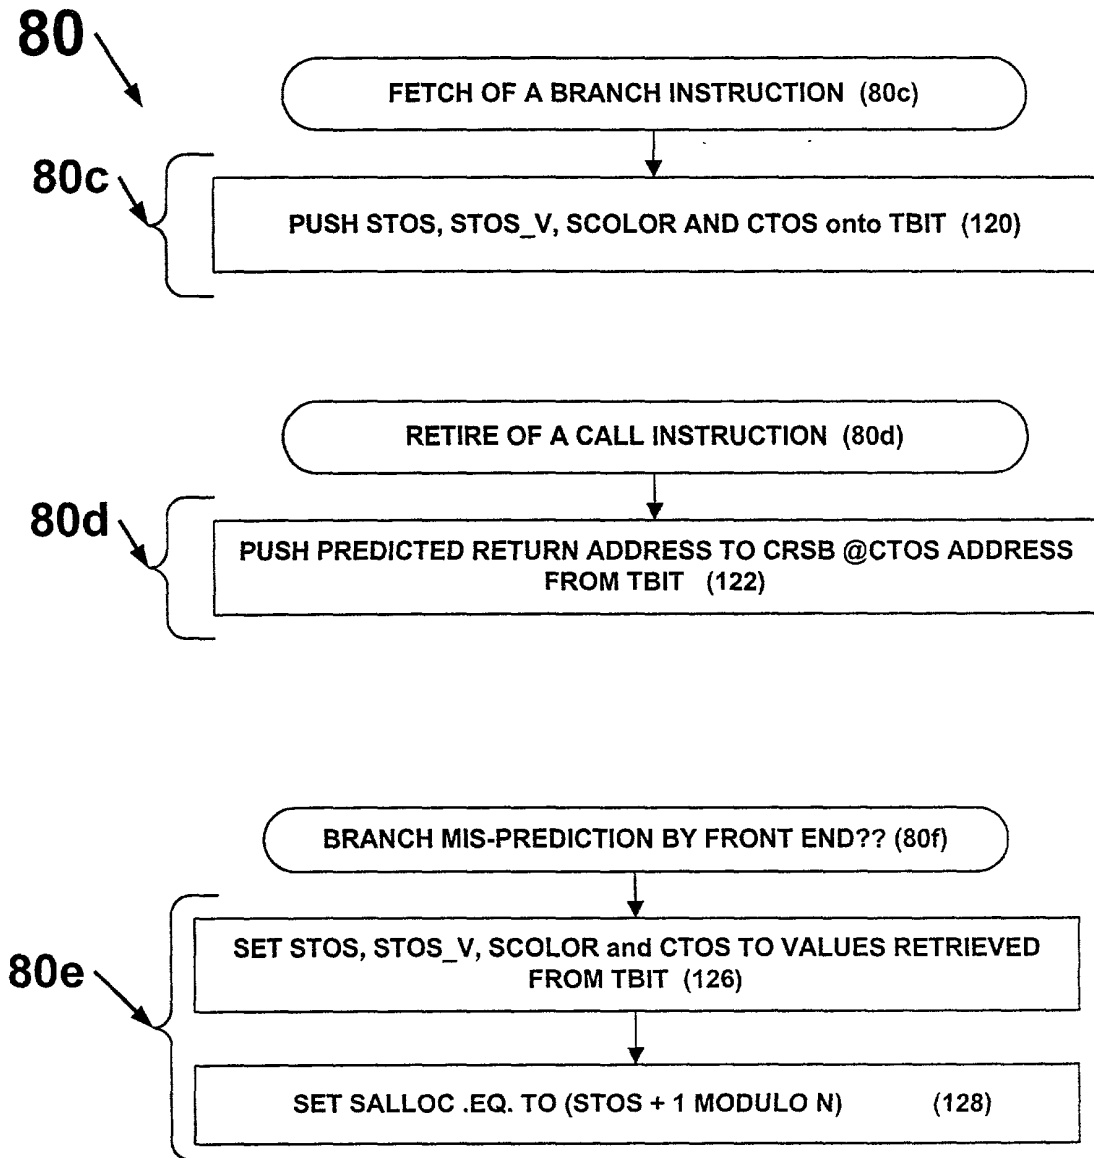 80
FETCH OF A BRANCH INSTRUCTION (80c)
80c
PUSH STOS, STOS_V, SCOLOR AND CTOS onto TBIT (120)
RETIRE OF A CALL INSTRUCTION (80d)
80d
PUSH PREDICTED RETURN ADDRESS TO CRSB @CTOS ADDRESS
FROM TBIT (122)
BRANCH MIS-PREDICTION BY FRONT END?? (80f)
80e
SET STOS, STOS_V, SCOLOR and CTOS TO VALUES RETRIEVED
FROM TBIT (126)
SET SALLOC .EQ. TO (STOS + 1 MODULO N) (128)